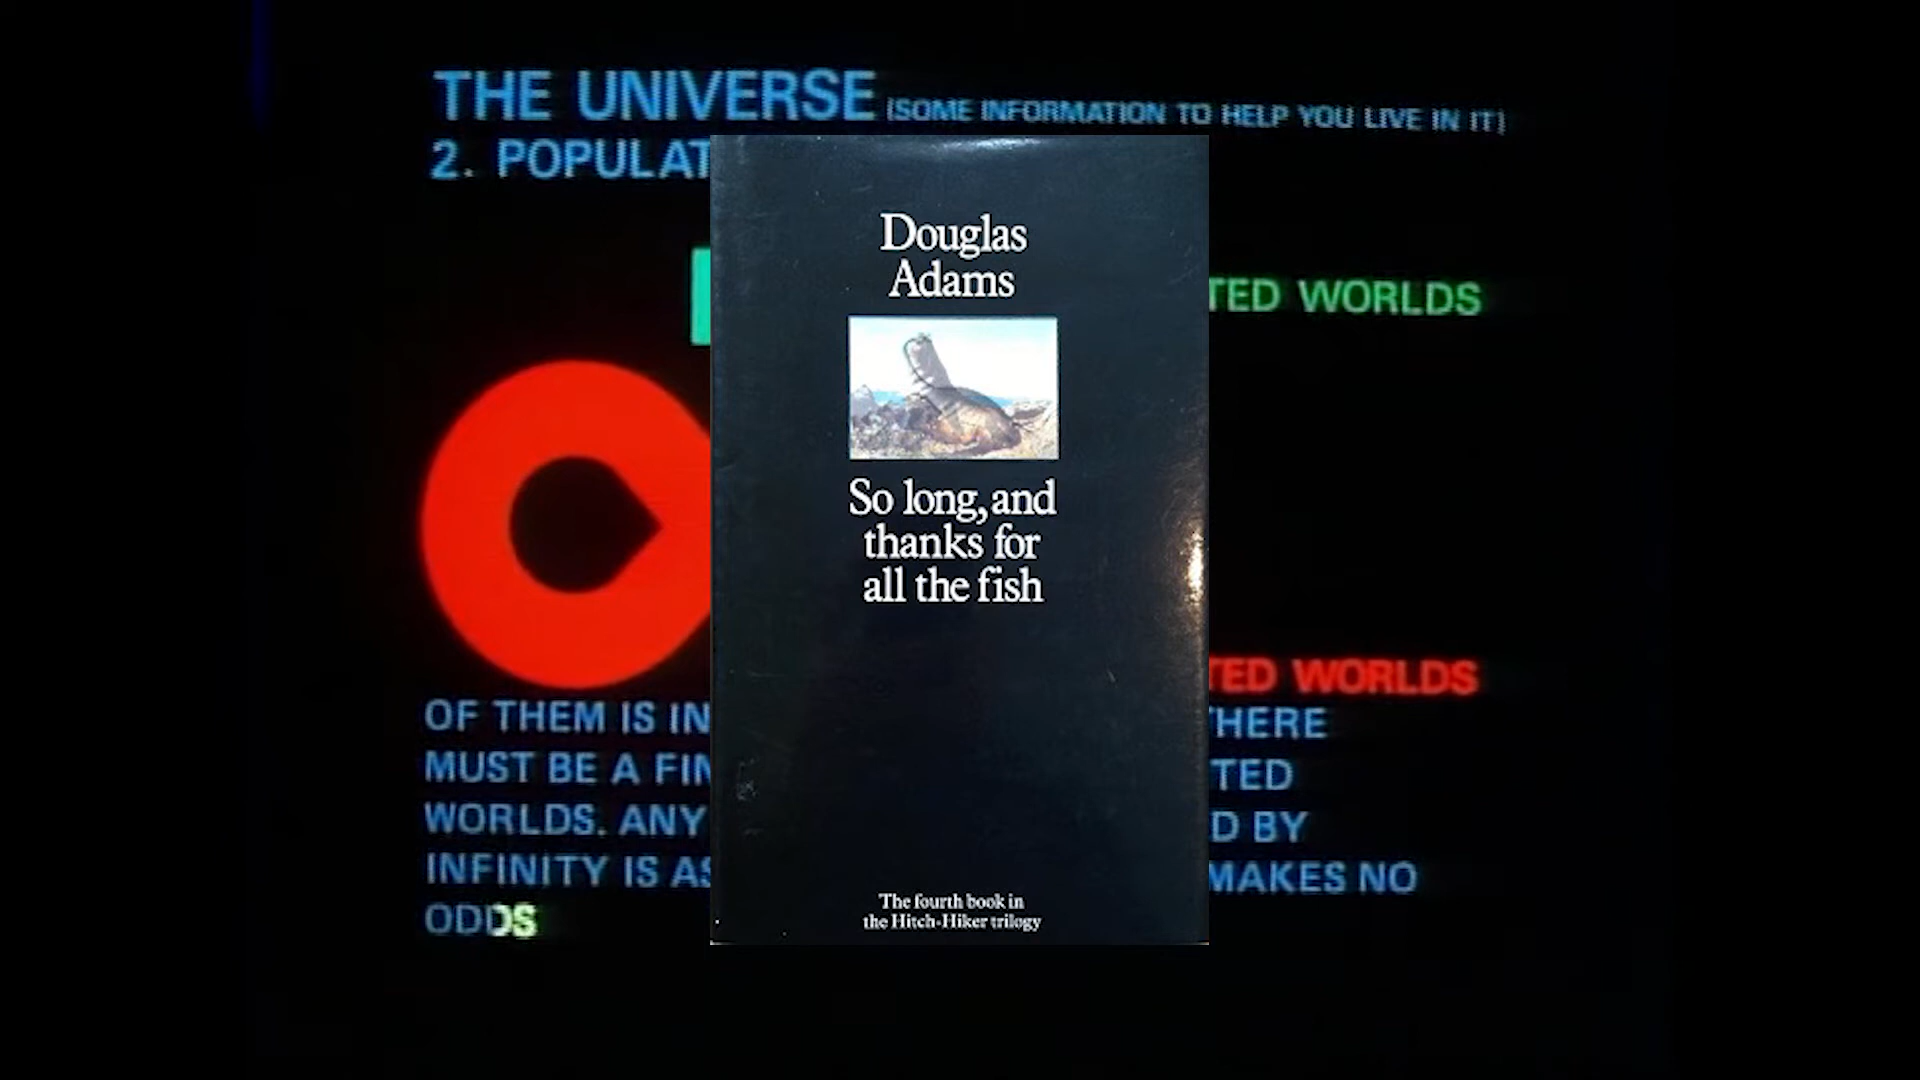 THE UNIVERSE (SOME INFORMATION TO HELP YOU LIVE IN IT)
2. POPULAT
TED WORLDS
Douglas
Adams
So long, and
thanks for
all the fish
The fourth book in
the Hitch-Hiker trilogy
TED WORLDS
OF THEM IS IN HERE
MUST BE A FIN TED
WORLDS. ANY D BY
INFINITY IS AS MAKES NO
ODDS